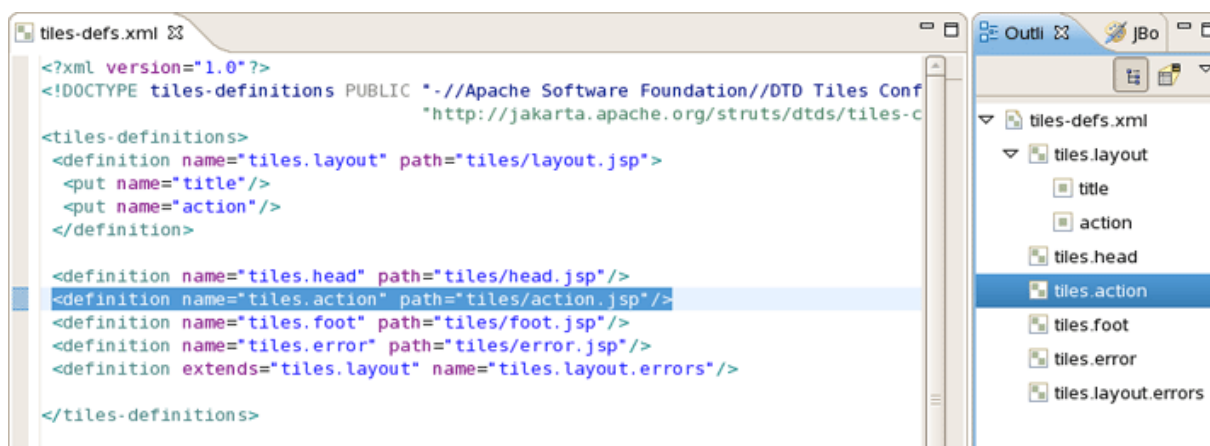 tiles-defs.xml
<?xml version="1.0"?>
<!DOCTYPE tiles-definitions PUBLIC "-//Apache Software Foundation//DTD Tiles Conf
"http://jakarta.apache.org/struts/dtds/tiles-c
<tiles-definitions>
<definition name="tiles.layout" path="tiles/layout.jsp">
<put name="title"/>
<put name="action"/>
</definition>
<definition name="tiles.head" path="tiles/head.jsp"/>
<definition name="tiles.action" path="tiles/action.jsp"/>
<definition name="tiles.foot" path="tiles/foot.jsp"/>
<definition name="tiles.error" path="tiles/error.jsp"/>
<definition extends="tiles.layout" name="tiles.layout.errors"/>
</tiles-definitions>
Outli JBo
tiles-defs.xml
tiles.layout
title
action
tiles.head
tiles.action
tiles.foot
tiles.error
tiles.layout.errors